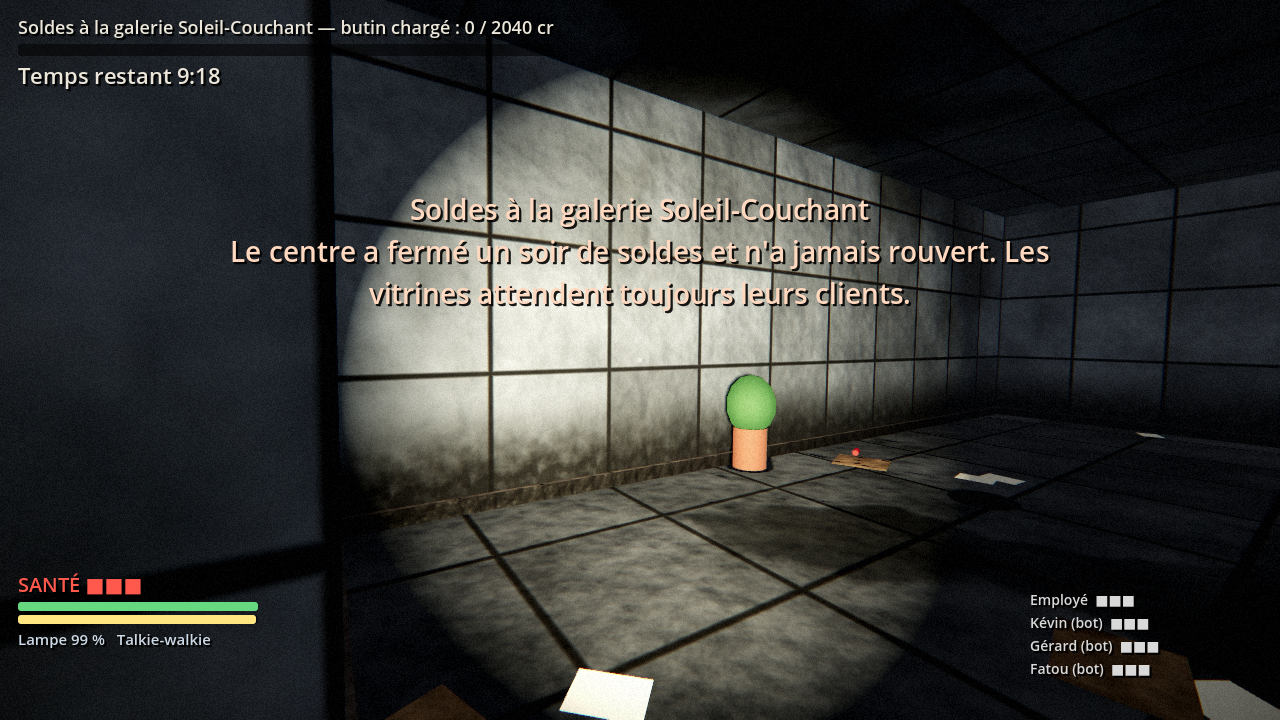 Soldes à la galerie Soleil-Couchant — butin chargé : 0 / 2040 cr
Temps restant 9:18
Soldes à la galerie Soleil-Couchant
Le centre a fermé un soir de soldes et n'a jamais rouvert. Les
vitrines attendent toujours leurs clients.
SANTÉ
Lampe 99 % Talkie-walkie
Employé
Kévin (bot)
Gérard (bot)
Fatou (bot)